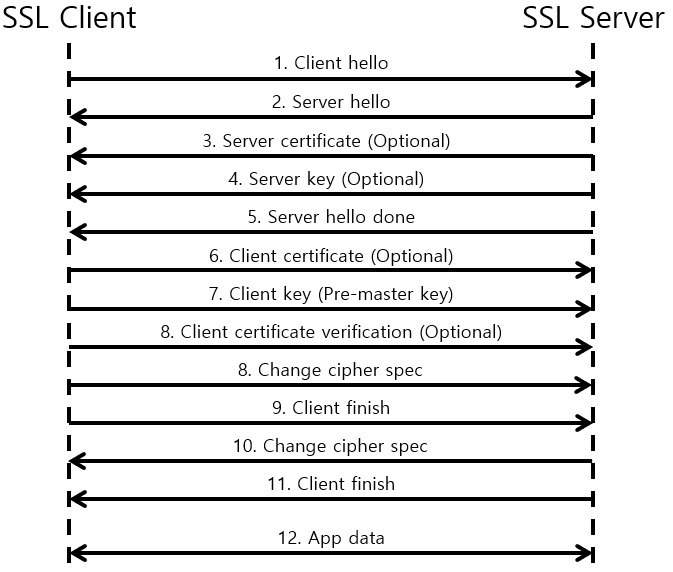 SSL Client
SSL Server
1. Client hello
2. Server hello
3. Server certificate (Optional)
4. Server key (Optional)
5. Server hello done
6. Client certificate (Optional)
7. Client key (Pre-master key)
8. Client certificate verification (Optional)
8. Change cipher spec
9. Client finish
10. Change cipher spec
11. Client finish
12. App data